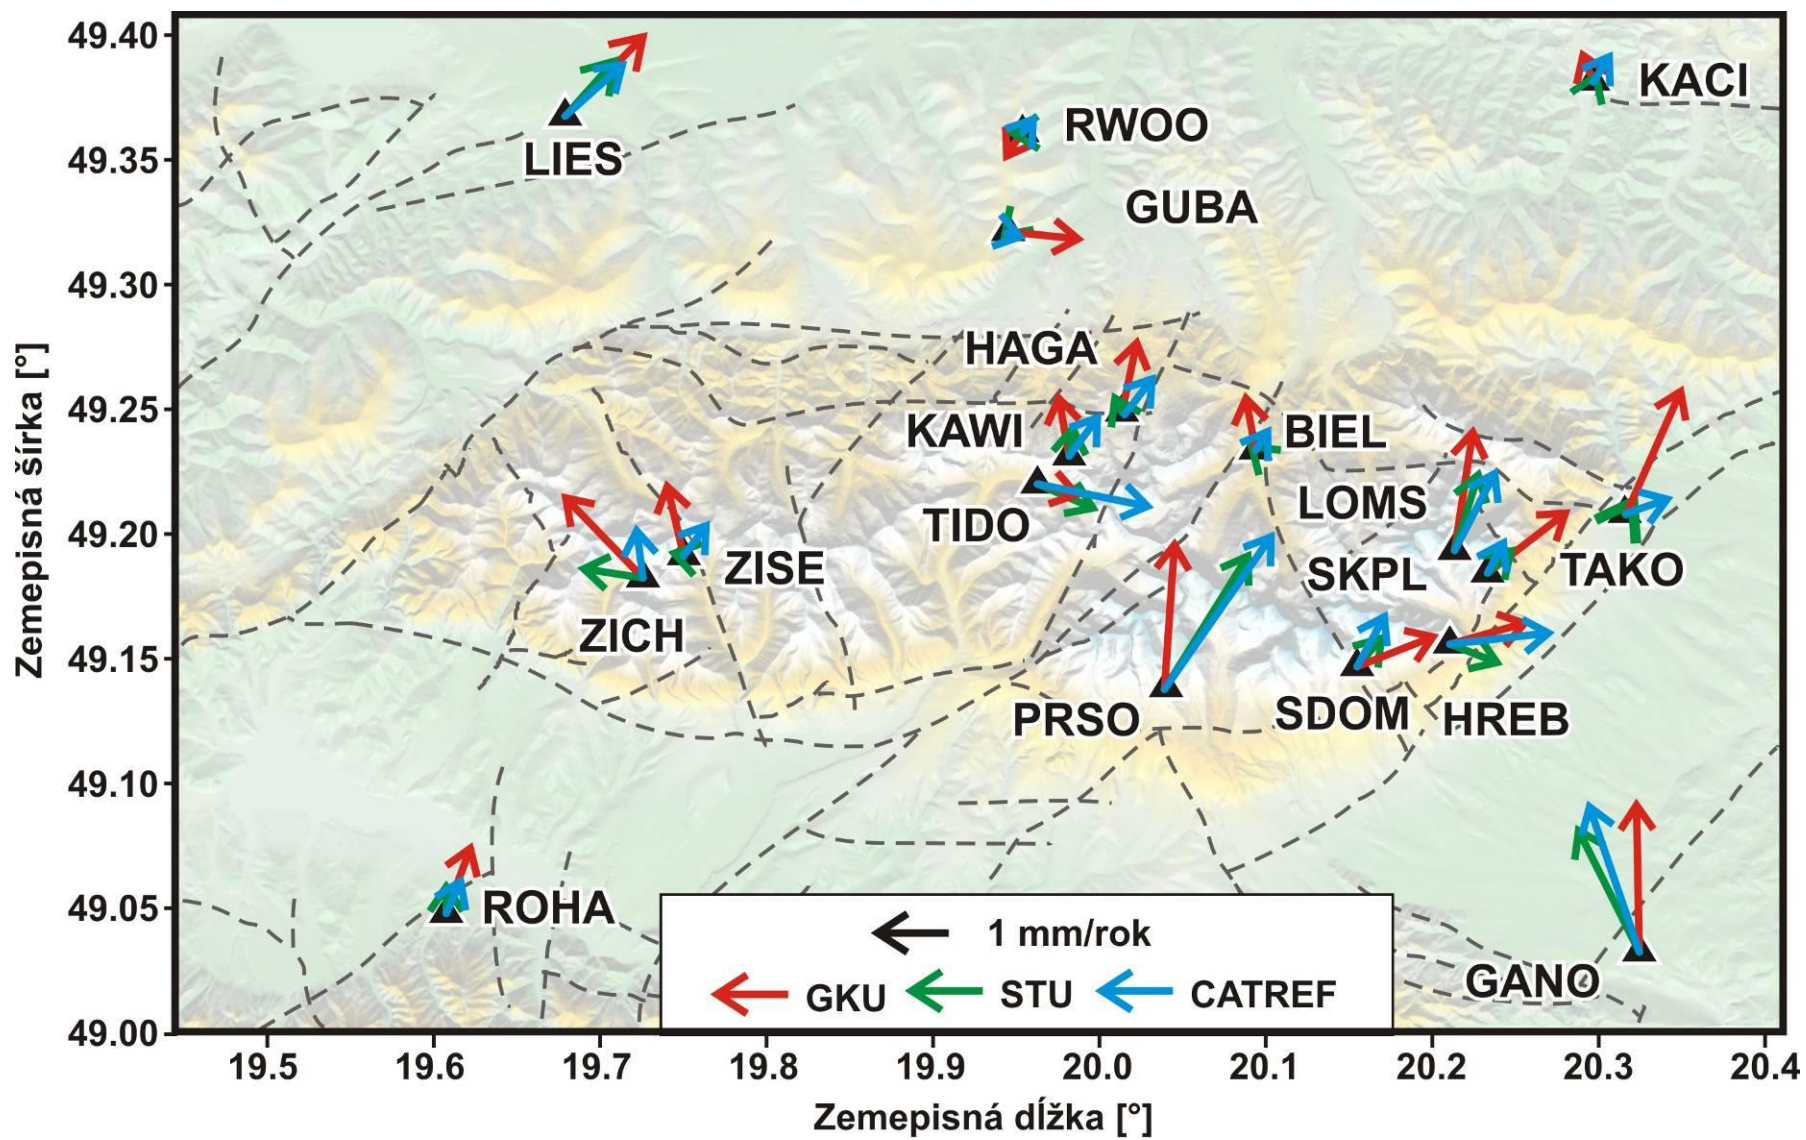 49.40
49.35
49.30
49.25
49.20
49.15
49.10
49.05
49.00
Zemepisná šírka [°]
LIES
RWOO
KACI
GUBA
HAGA
KAWI
BIEL
TIDO
LOMS
ZISE
SKPL
TAKO
ZICH
PRSO
SDOM
HREB
ROHA
GANO
1 mm/rok
GKU STU CATREF
19.5 19.6 19.7 19.8 19.9 20.0 20.1 20.2 20.3 20.4
Zemepisná dĺžka [°]